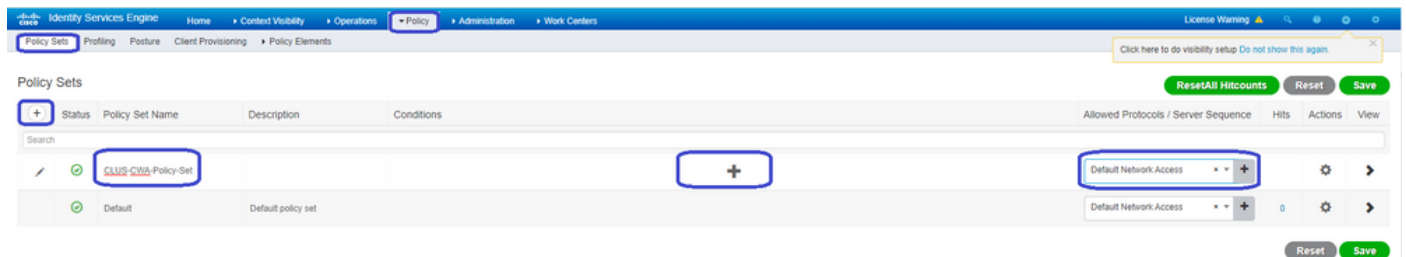 cisco Identity Services Engine Home Context Visibility Operations Policy Administration Work Centers License Warning
Policy Sets Profiling Posture Client Provisioning Policy Elements
Click here to do visibility setup Do not show this again.
Policy Sets
ResetAll Hitcounts Reset Save
+ Status Policy Set Name Description Conditions Allowed Protocols / Server Sequence Hits Actions View
Search
CLUS-CWA-Policy-Set + Default Network Access × +
Default Default policy set Default Network Access × + 0
Reset Save